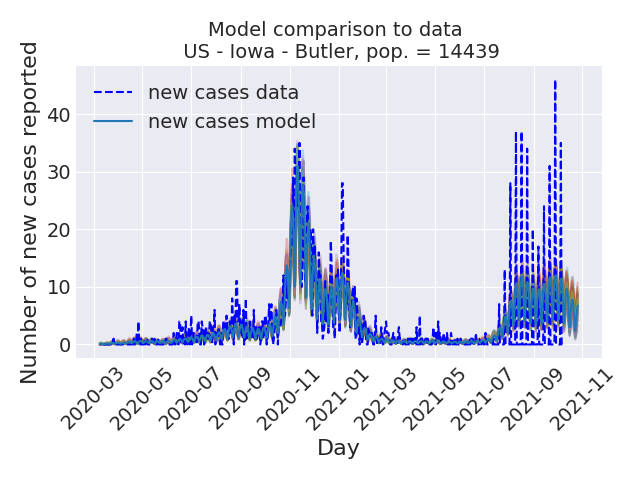 Model comparison to data
US - Iowa - Butler, pop. = 14439
Number of new cases reported
new cases data
new cases model
40
30
20
10
0
2020-03
2020-05
2020-07
2020-09
2020-11
2021-01
2021-03
2021-05
2021-07
2021-09
2021-11
Day